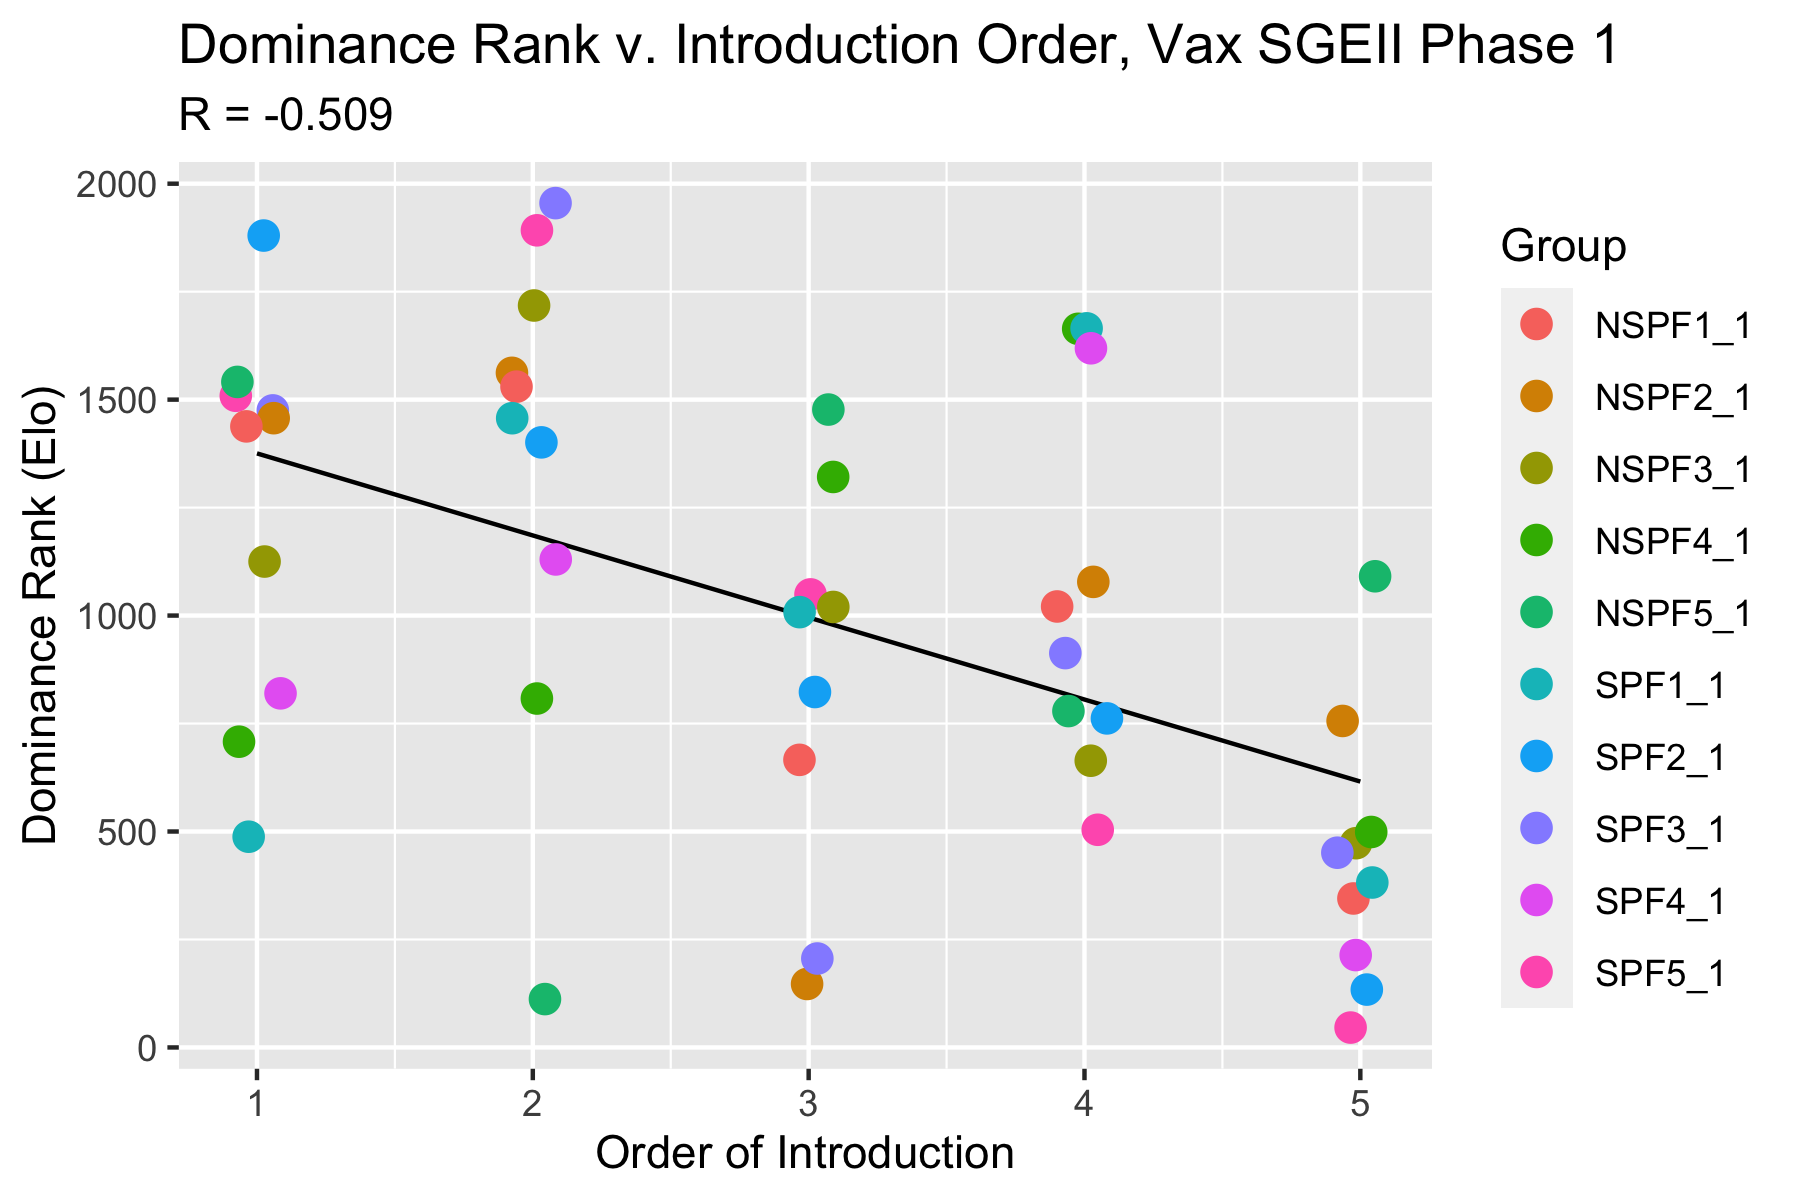 Dominance Rank v. Introduction Order, Vax SGEII Phase 1
R = -0.509
Dominance Rank (Elo)
2000
1500
1000
500
0
1 2 3 4 5
Order of Introduction
Group
NSPF1_1
NSPF2_1
NSPF3_1
NSPF4_1
NSPF5_1
SPF1_1
SPF2_1
SPF3_1
SPF4_1
SPF5_1